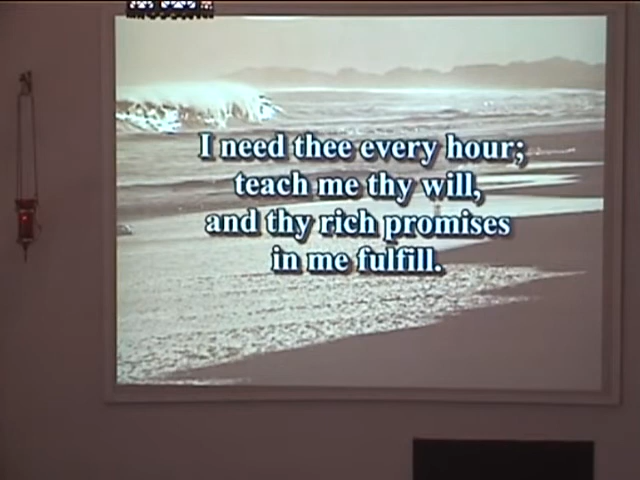 I need thee every hour;
teach me thy will,
and thy rich promises
in me fulfill.